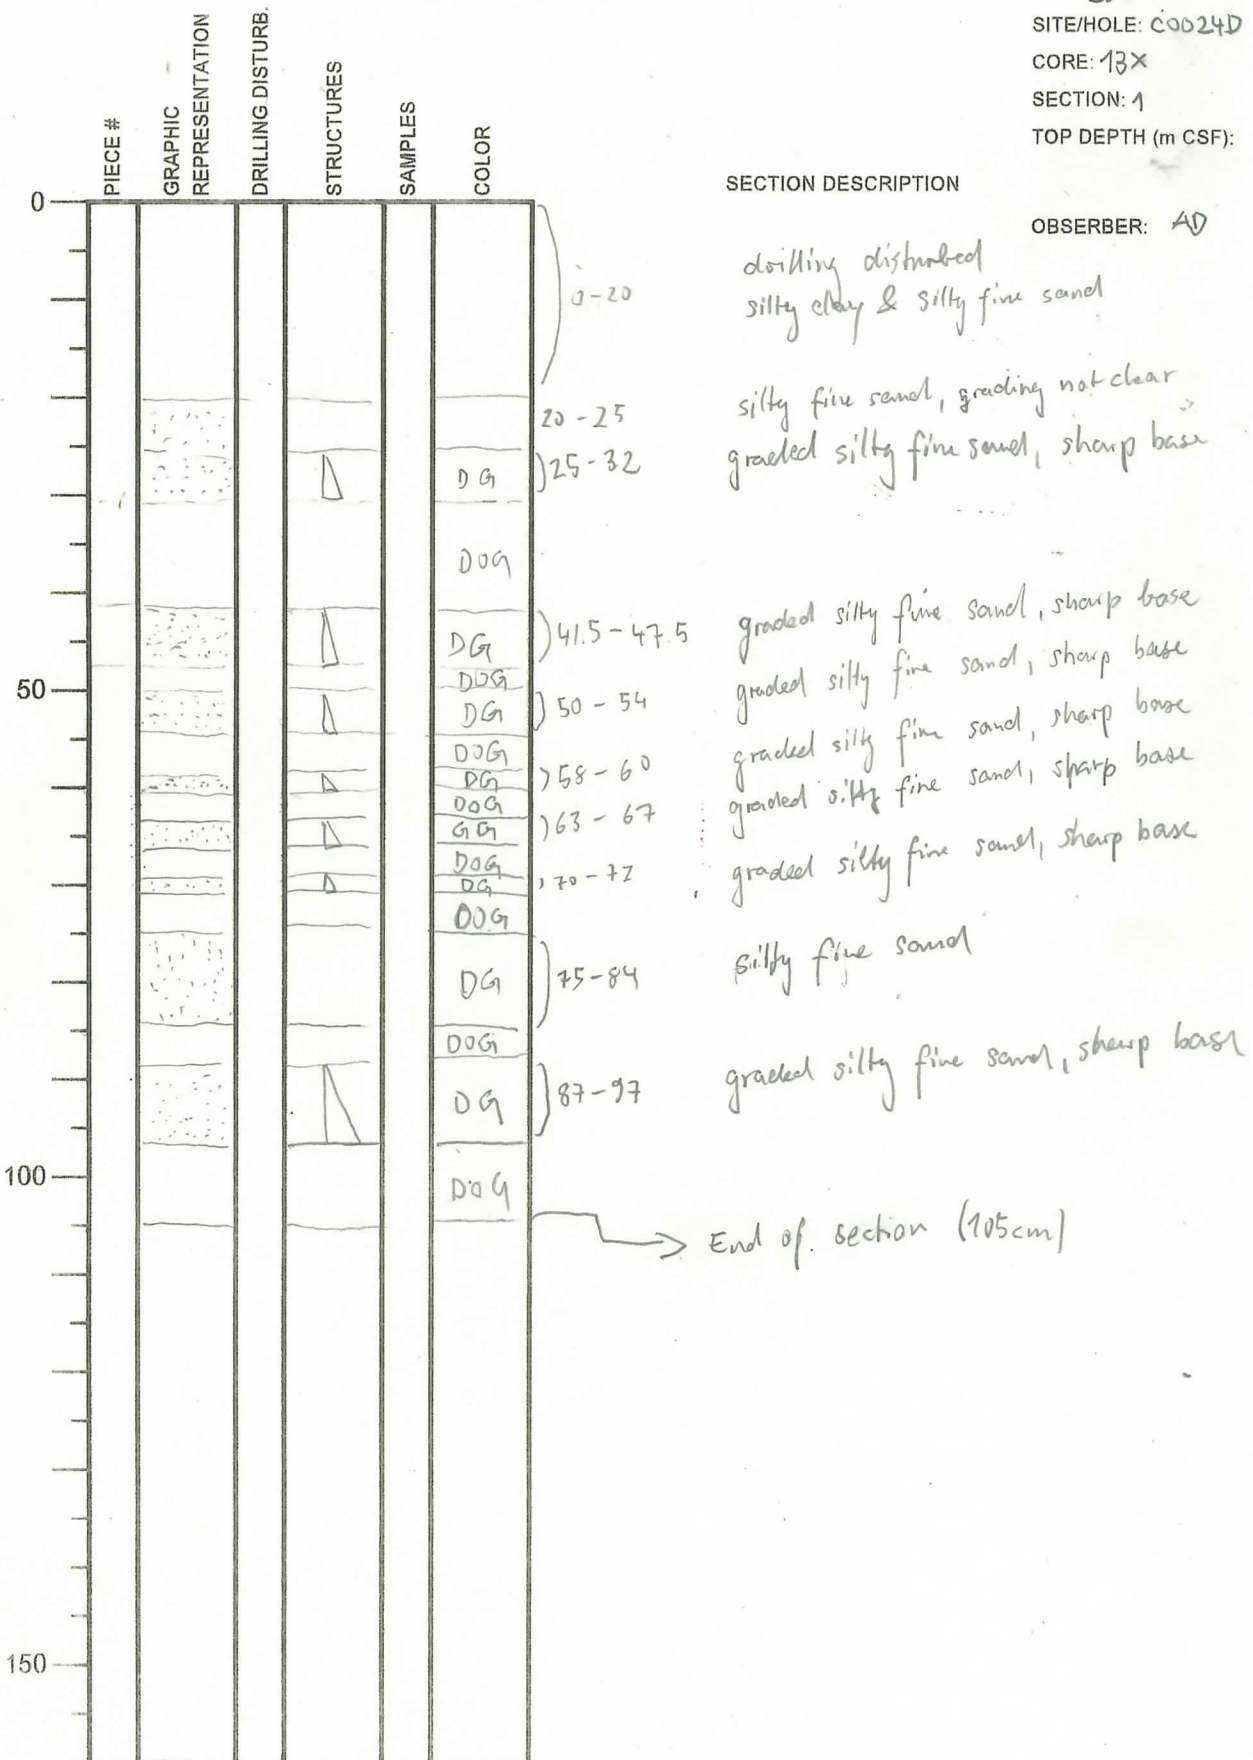 SITE/HOLE: C0024D
CORE: 13X
SECTION: 1
TOP DEPTH (m CSF):
PIECE #
GRAPHIC REPRESENTATION
DRILLING DISTURB.
STRUCTURES
SAMPLES
COLOR
SECTION DESCRIPTION
OBSERBER: AD
0
0-20
drilling disturbed
silty clay & silty fine sand
20-25
silty fine sand, grading not clear
DG
25-32
graded silty fine sand, sharp base
DOG
DG
41.5-47.5
graded silty fine sand, sharp base
DOG
50
DG
50-54
graded silty fine sand, sharp base
DOG
DG
58-60
graded silty fine sand, sharp base
DOG
GG
63-67
graded silty fine sand, sharp base
DOG
DG
70-72
graded silty fine sand, sharp base
DOG
DG
75-84
silty fine sand
DOG
DG
87-97
graded silty fine sand, sharp base
100
DOG
End of section (105cm)
150